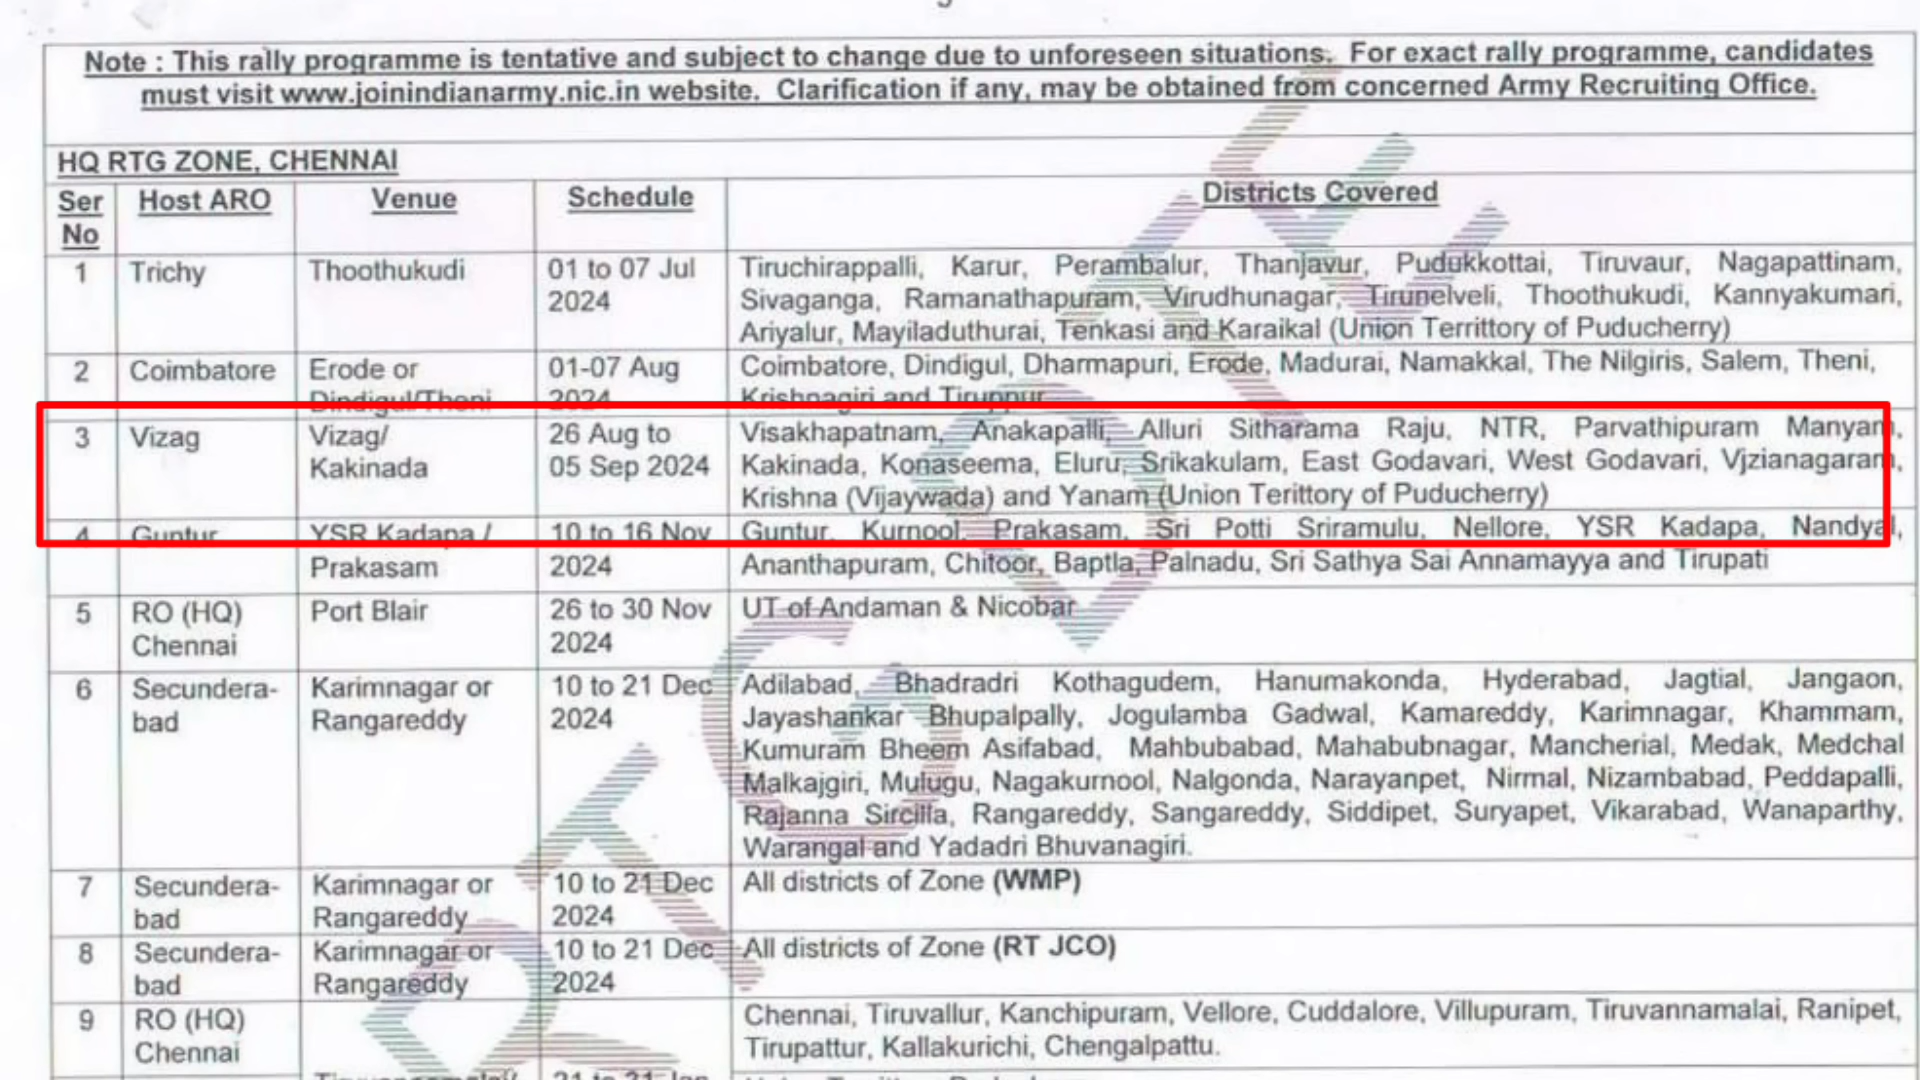 Note : This rally programme is tentative and subject to change due to unforeseen situations. For exact rally programme, candidates
must visit www.joinindianarmy.nic.in website. Clarification if any, may be obtained from concerned Army Recruiting Office.
HQ RTG ZONE, CHENNAI
Ser No Host ARO Venue Schedule Districts Covered
1 Trichy Thoothukudi 01 to 07 Jul 2024
Tiruchirappalli, Karur, Perambalur, Thanjavur, Pudukkottai, Tiruvaur, Nagapattinam,
Sivaganga, Ramanathapuram, Virudhunagar, Tirunelveli, Thoothukudi, Kannyakumari,
Ariyalur, Mayiladuthurai, Tenkasi and Karaikal (Union Territtory of Puducherry)
2 Coimbatore Erode or Dindigul/Theni 01-07 Aug 2024
Coimbatore, Dindigul, Dharmapuri, Erode, Madurai, Namakkal, The Nilgiris, Salem, Theni,
Krishnagiri and Tiruppur
3 Vizag Vizag/ Kakinada 26 Aug to 05 Sep 2024
Visakhapatnam, Anakapalli, Alluri Sitharama Raju, NTR, Parvathipuram Manyam,
Kakinada, Konaseema, Eluru, Srikakulam, East Godavari, West Godavari, Vjzianagaram,
Krishna (Vijaywada) and Yanam (Union Terittory of Puducherry)
4 Guntur YSR Kadapa / Prakasam 10 to 16 Nov 2024
Guntur, Kurnool, Prakasam, Sri Potti Sriramulu, Nellore, YSR Kadapa, Nandyal,
Ananthapuram, Chitoor, Baptla, Palnadu, Sri Sathya Sai Annamayya and Tirupati
5 RO (HQ) Chennai Port Blair 26 to 30 Nov 2024
UT of Andaman & Nicobar
6 Secundera-bad Karimnagar or Rangareddy 10 to 21 Dec 2024
Adilabad, Bhadradri Kothagudem, Hanumakonda, Hyderabad, Jagtial, Jangaon,
Jayashankar Bhupalpally, Jogulamba Gadwal, Kamareddy, Karimnagar, Khammam,
Kumuram Bheem Asifabad, Mahbubabad, Mahabubnagar, Mancherial, Medak, Medchal
Malkajgiri, Mulugu, Nagakurnool, Nalgonda, Narayanpet, Nirmal, Nizambabad, Peddapalli,
Rajanna Sircilla, Rangareddy, Sangareddy, Siddipet, Suryapet, Vikarabad, Wanaparthy,
Warangal and Yadadri Bhuvanagiri.
7 Secundera-bad Karimnagar or Rangareddy 10 to 21 Dec 2024
All districts of Zone (WMP)
8 Secundera-bad Karimnagar or Rangareddy 10 to 21 Dec 2024
All districts of Zone (RT JCO)
9 RO (HQ) Chennai
Chennai, Tiruvallur, Kanchipuram, Vellore, Cuddalore, Villupuram, Tiruvannamalai, Ranipet,
Tirupattur, Kallakurichi, Chengalpattu.